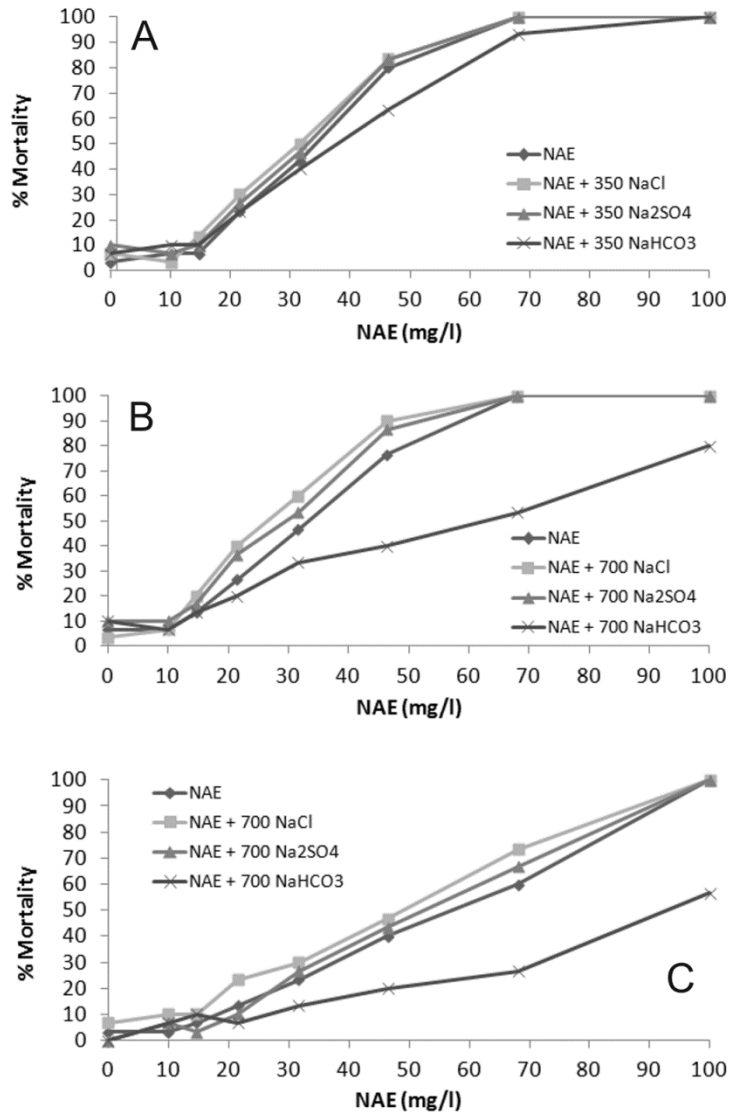 A
100
90
80
70
60
50
40
30
20
10
0
% Mortality
NAE
NAE + 350 NaCl
NAE + 350 Na2SO4
NAE + 350 NaHCO3
0 10 20 30 40 50 60 70 80 90 100
NAE (mg/l)
B
100
90
80
70
60
50
40
30
20
10
0
% Mortality
NAE
NAE + 700 NaCl
NAE + 700 Na2SO4
NAE + 700 NaHCO3
0 10 20 30 40 50 60 70 80 90 100
NAE (mg/l)
100
90
80
70
60
50
40
30
20
10
0
% Mortality
NAE
NAE + 700 NaCl
NAE + 700 Na2SO4
NAE + 700 NaHCO3
C
0 10 20 30 40 50 60 70 80 90 100
NAE (mg/l)